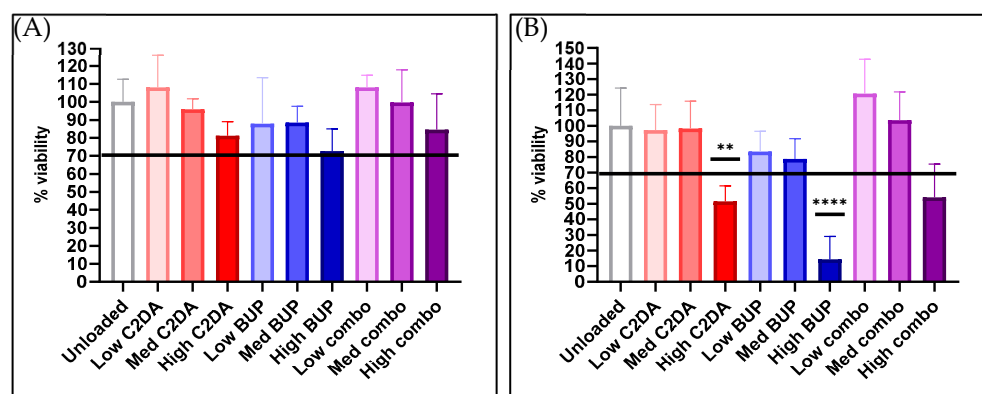 (A)
% viability
130
120
110
100
90
80
70
60
50
40
30
20
10
0
Unloaded
Low C2DA
Med C2DA
High C2DA
Low BUP
Med BUP
High BUP
Low combo
Med combo
High combo
(B)
% viability
150
140
130
120
110
100
90
80
70
60
50
40
30
20
10
0
**
****
Unloaded
Low C2DA
Med C2DA
High C2DA
Low BUP
Med BUP
High BUP
Low combo
Med combo
High combo